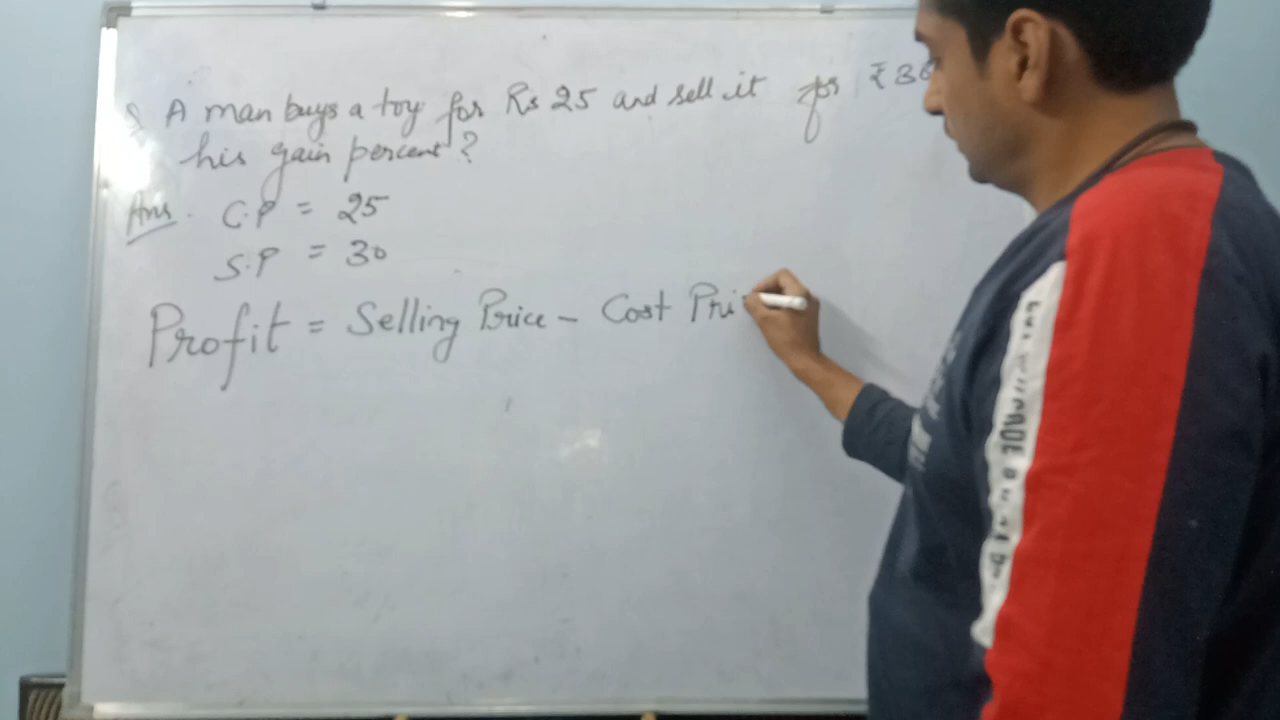 Q A man buys a toy for Rs 25 and sell it for ₹30
his gain percent?
Ans. C.P = 25
S.P = 30
Profit = Selling Price - Cost Pri